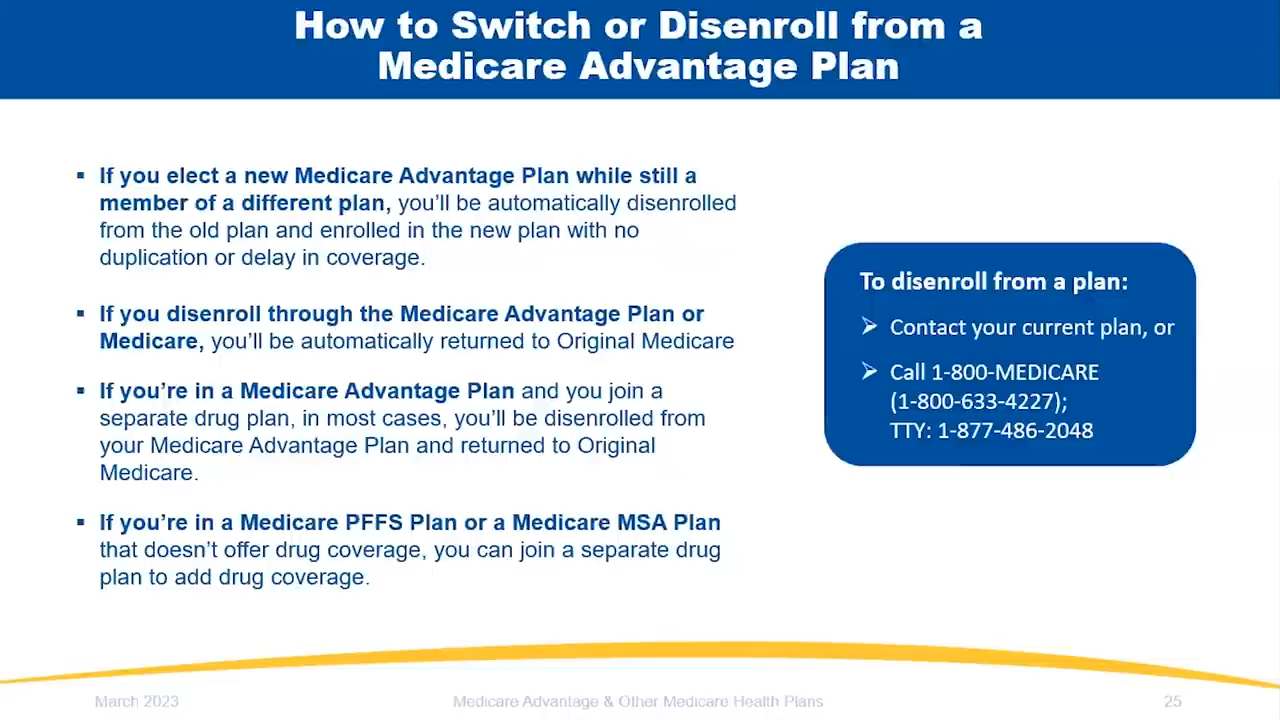 How to Switch or Disenroll from a
Medicare Advantage Plan
▪ If you elect a new Medicare Advantage Plan while still a
member of a different plan, you’ll be automatically disenrolled
from the old plan and enrolled in the new plan with no
duplication or delay in coverage.
▪ If you disenroll through the Medicare Advantage Plan or
Medicare, you’ll be automatically returned to Original Medicare
▪ If you’re in a Medicare Advantage Plan and you join a
separate drug plan, in most cases, you’ll be disenrolled from
your Medicare Advantage Plan and returned to Original
Medicare.
▪ If you’re in a Medicare PFFS Plan or a Medicare MSA Plan
that doesn’t offer drug coverage, you can join a separate drug
plan to add drug coverage.
To disenroll from a plan:
➢ Contact your current plan, or
➢ Call 1-800-MEDICARE
(1-800-633-4227);
TTY: 1-877-486-2048
March 2023
Medicare Advantage & Other Medicare Health Plans
25